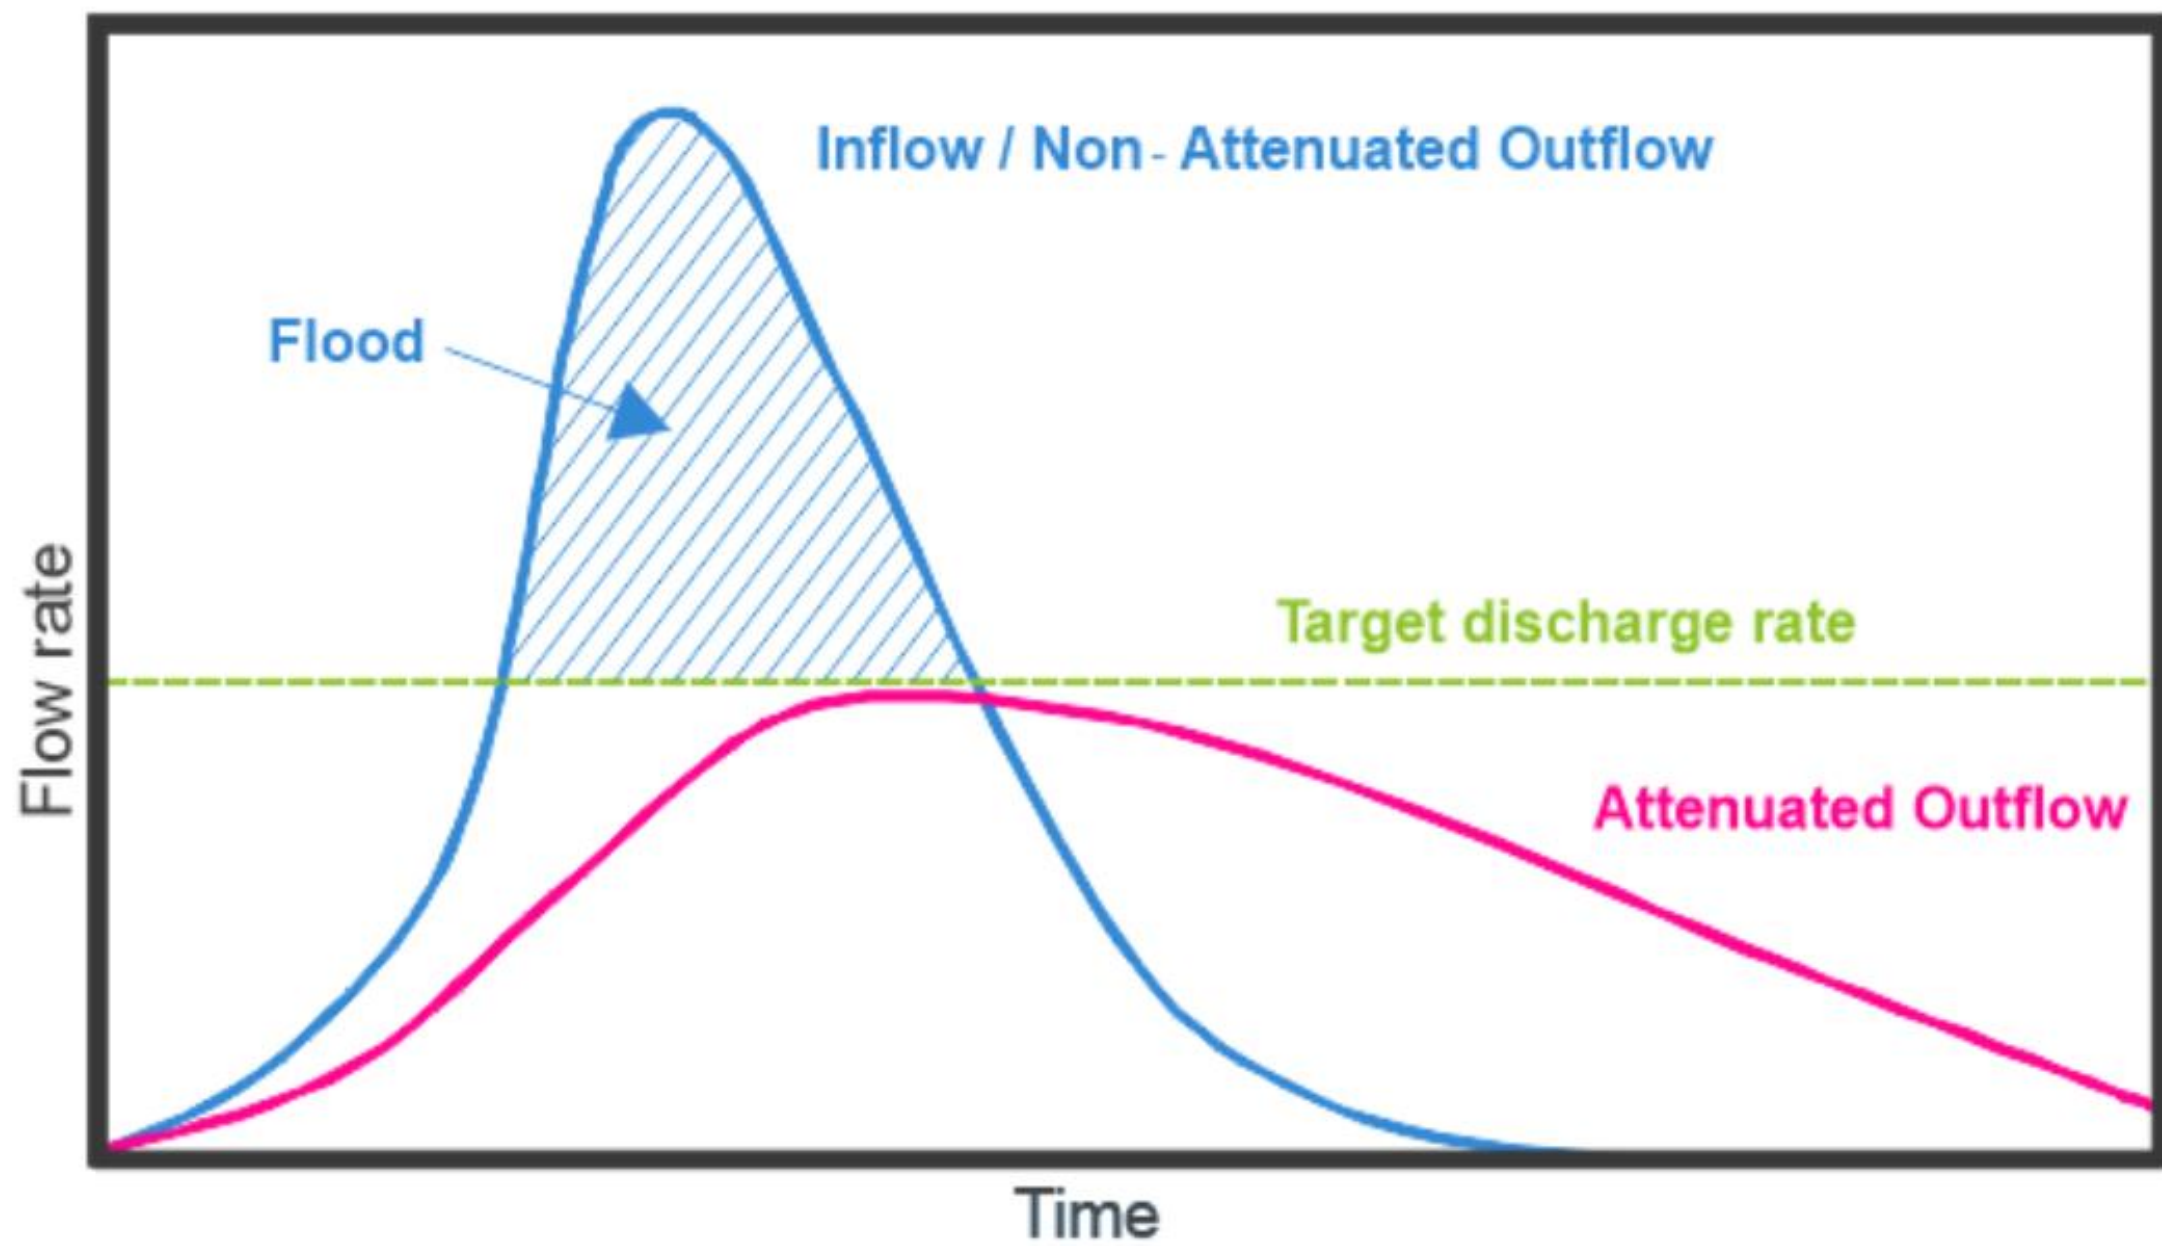 Inflow / Non - Attenuated Outflow
Flood
Target discharge rate
Flow rate
Attenuated Outflow
Time